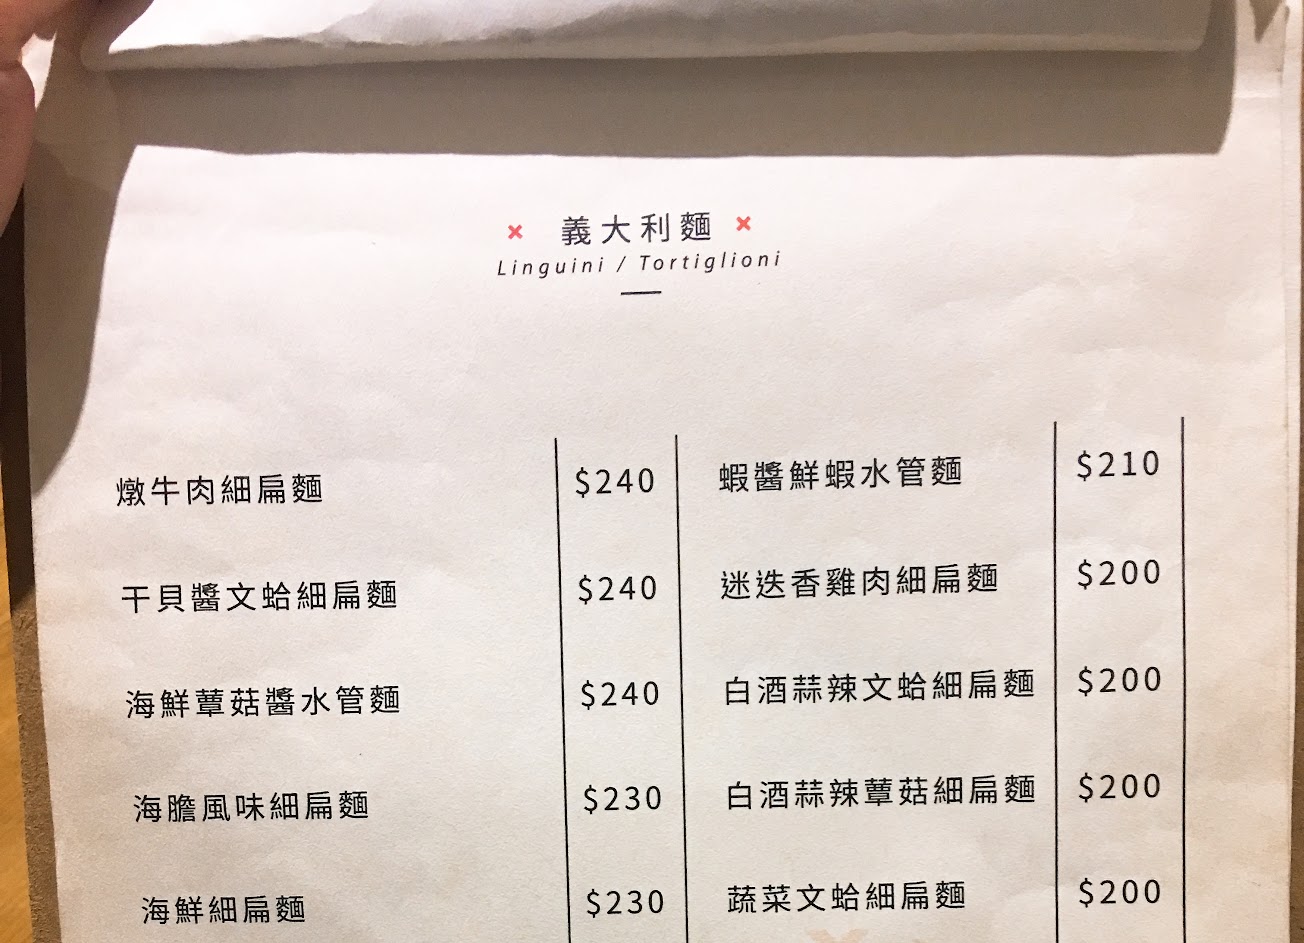 義大利麵
Linguini / Tortiglioni
燉牛肉細扁麵 $240
干貝醬文蛤細扁麵 $240
海鮮蕈菇醬水管麵 $240
海膽風味細扁麵 $230
海鮮細扁麵 $230
蝦醬鮮蝦水管麵 $210
迷迭香雞肉細扁麵 $200
白酒蒜辣文蛤細扁麵 $200
白酒蒜辣蕈菇細扁麵 $200
蔬菜文蛤細扁麵 $200